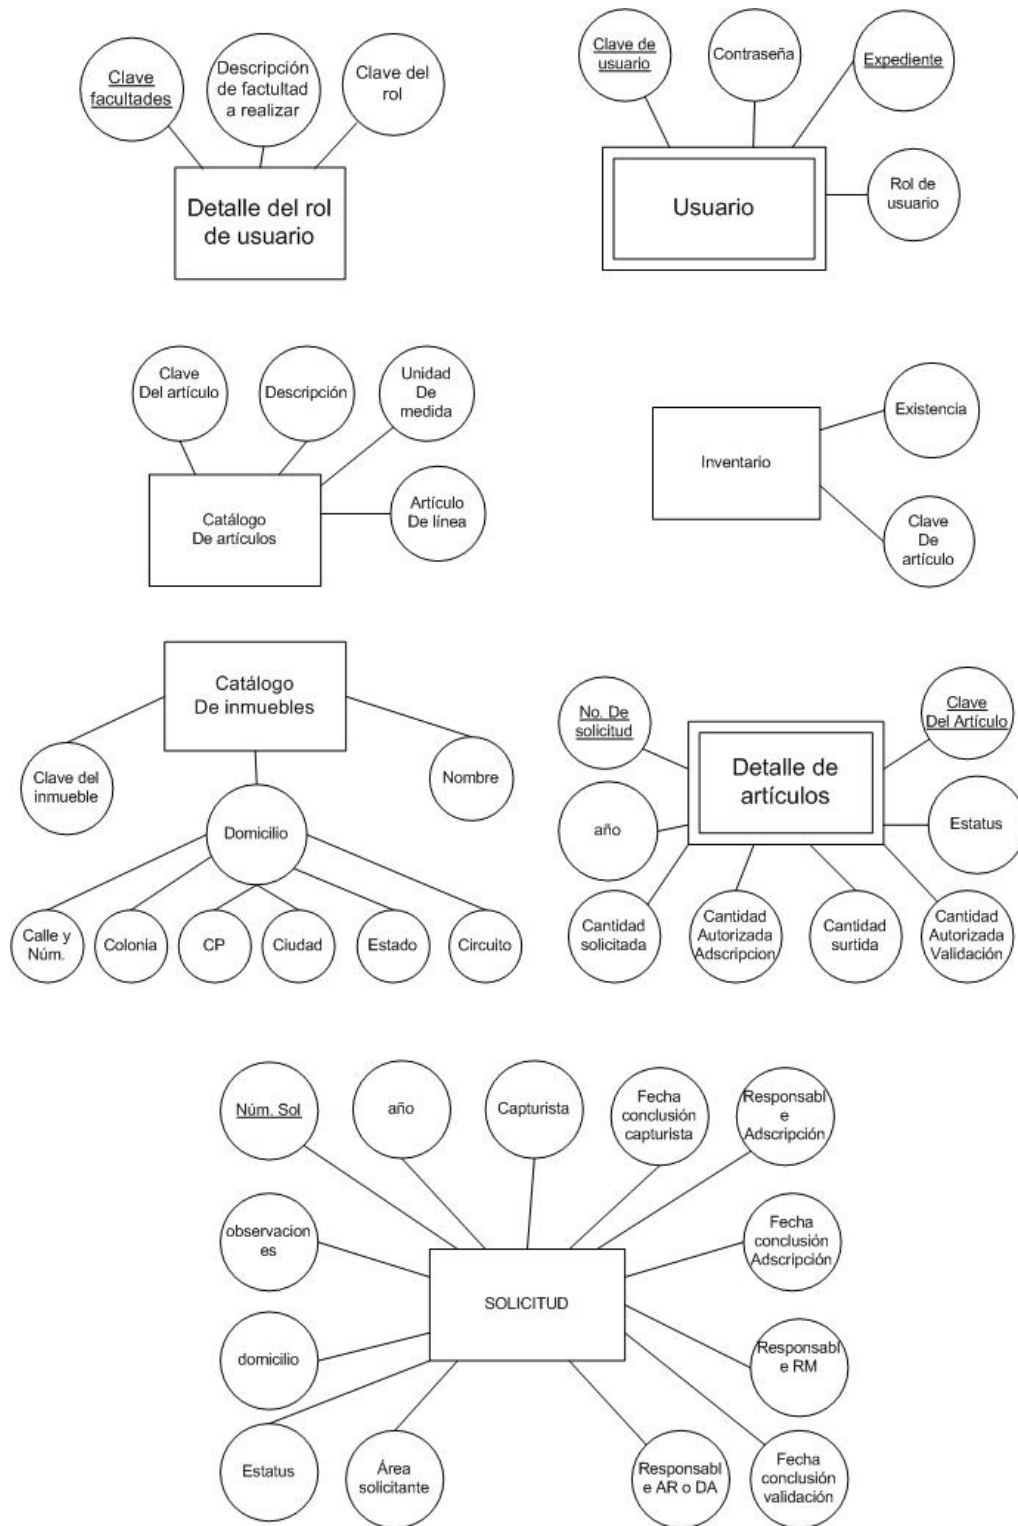 Clave
facultades
Descripción
de factultad
a realizar
Clave del
rol
Detalle del rol
de usuario
Clave de
usuario
Contraseña
Expediente
Rol de
usuario
Usuario
Clave
Del artículo
Descripción
Unidad
De
medida
Artículo
De línea
Catálogo
De artículos
Existencia
Inventario
Clave
De
artículo
Catálogo
De inmuebles
Clave del
inmueble
Nombre
Domicilio
Calle y
Núm.
Colonia
CP
Ciudad
Estado
Circuito
No. De
solicitud
Clave
Del Artículo
Detalle de
artículos
año
Estatus
Cantidad
solicitada
Cantidad
Autorizada
Adscripcion
Cantidad
surtida
Cantidad
Autorizada
Validación
Núm. Sol
año
Capturista
Fecha
conclusión
capturista
Responsabl
e
Adscripción
observacion
es
Fecha
conclusión
Adscripción
SOLICITUD
domicilio
Responsabl
e RM
Estatus
Área
solicitante
Responsabl
e AR o DA
Fecha
conclusión
validación